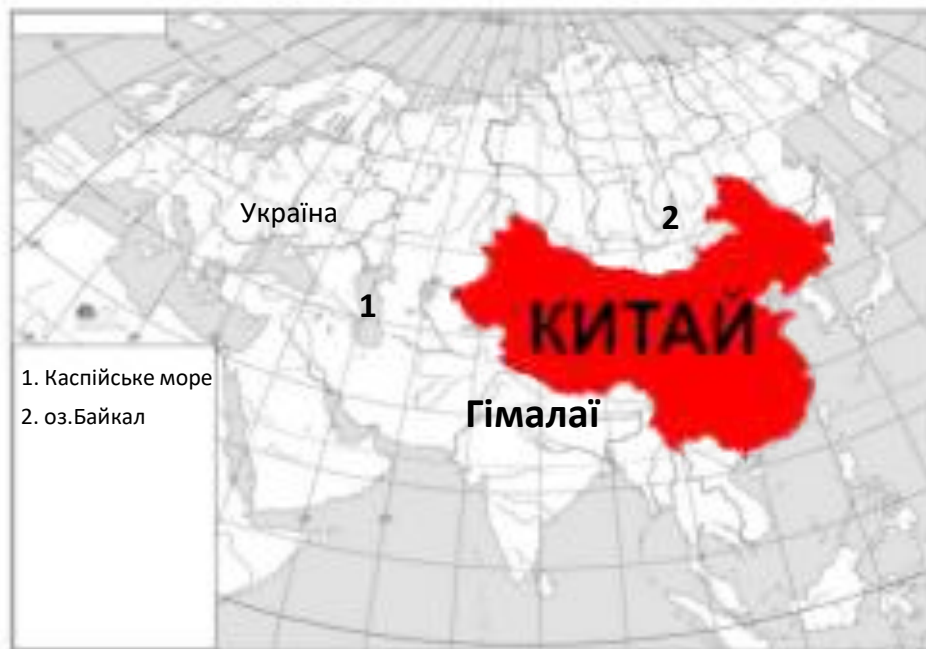 Україна
2
1
КИТАЙ
1. Каспійське море
Гімалаї
2. оз.Байкал